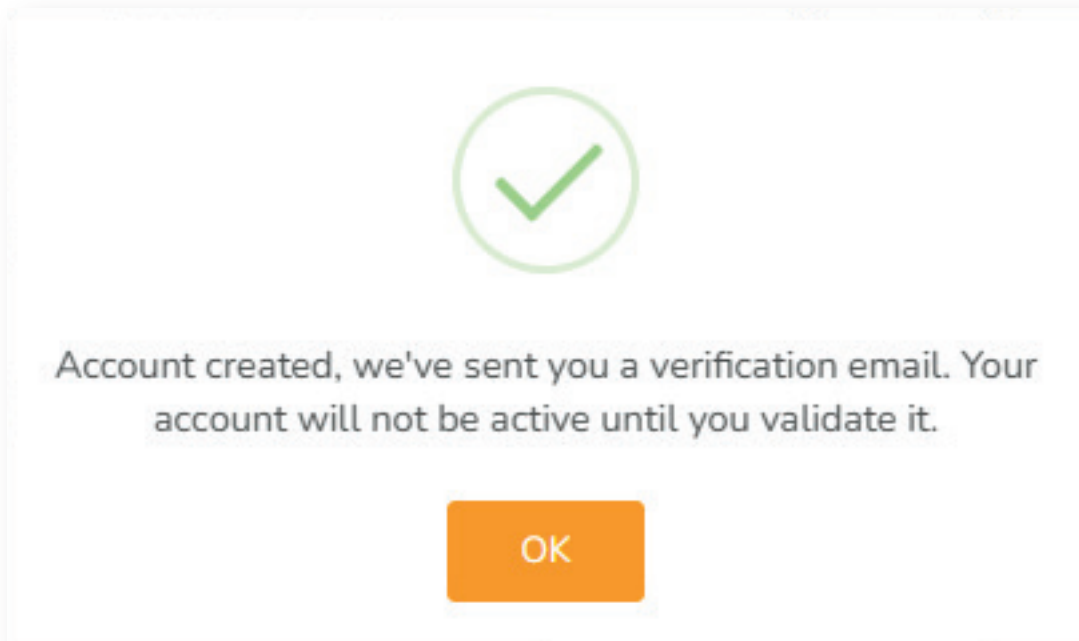 Account created, we've sent you a verification email. Your
account will not be active until you validate it.
OK